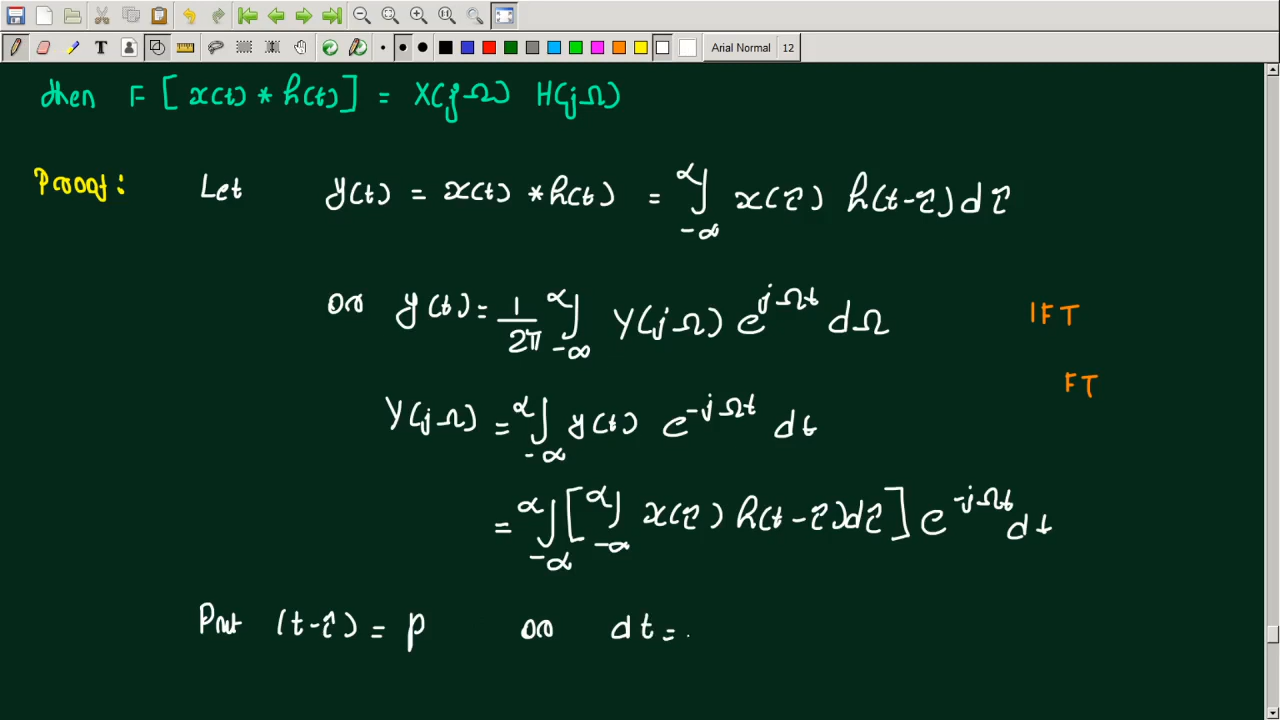 Arial Normal 12
then F [x(t) * h(t)] = X(jΩ) H(jΩ)
Proof: Let y(t) = x(t) * h(t) = ∫_{-∞}^{∞} x(τ) h(t-τ) dτ
or y(t) = 1/2π ∫_{-∞}^{∞} Y(jΩ) e^{jΩt} dΩ IFT
FT
Y(jΩ) = ∫_{-∞}^{∞} y(t) e^{-jΩt} dt
= ∫_{-∞}^{∞} [∫_{-∞}^{∞} x(τ) h(t-τ) dτ] e^{-jΩt} dt
Put (t-τ) = p or dt = .